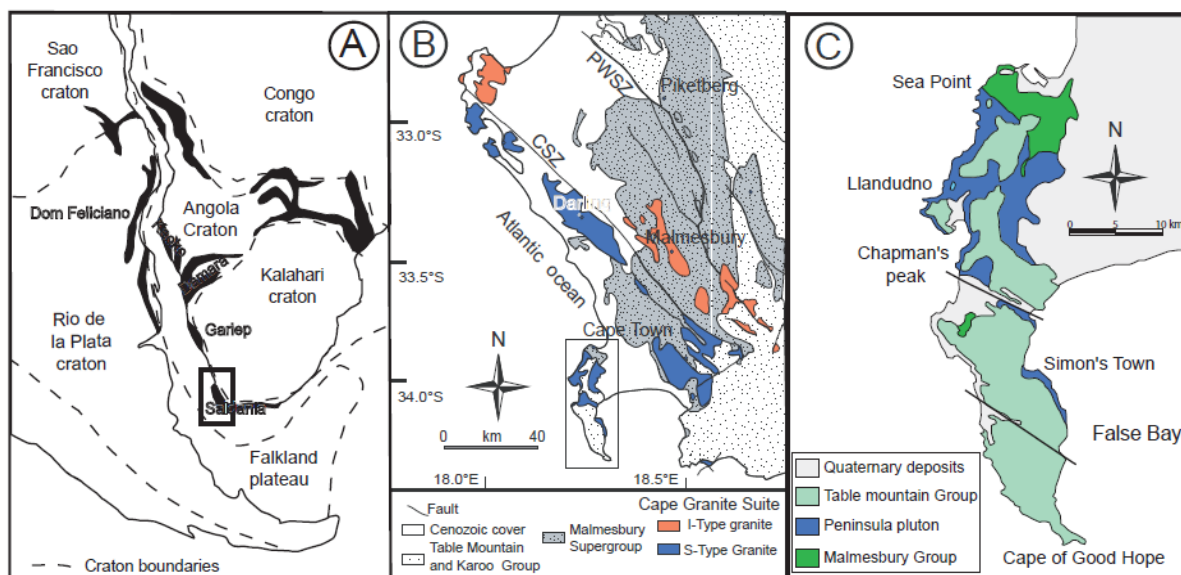 A
Sao
Francisco
craton
Congo
craton
Dom Feliciano
Angola
Craton
Kaoko
Damara
Kalahari
craton
Rio de
la Plata
craton
Gariep
Saldania
Falkland
plateau
Craton boundaries
B
PWSZ
Piketberg
33.0°S
CSZ
Darling
Malmesbury
Atlantic ocean
33.5°S
Cape Town
N
34.0°S
0 km 40
18.0°E
18.5°E
Fault
Cenozoic cover
Table Mountain
and Karoo Group
Malmesbury
Supergroup
Cape Granite Suite
I-Type granite
S-Type Granite
C
Sea Point
N
Llandudno
0 5 10 km
Chapman's
peak
Simon's Town
False Bay
Quaternary deposits
Table mountain Group
Peninsula pluton
Malmesbury Group
Cape of Good Hope